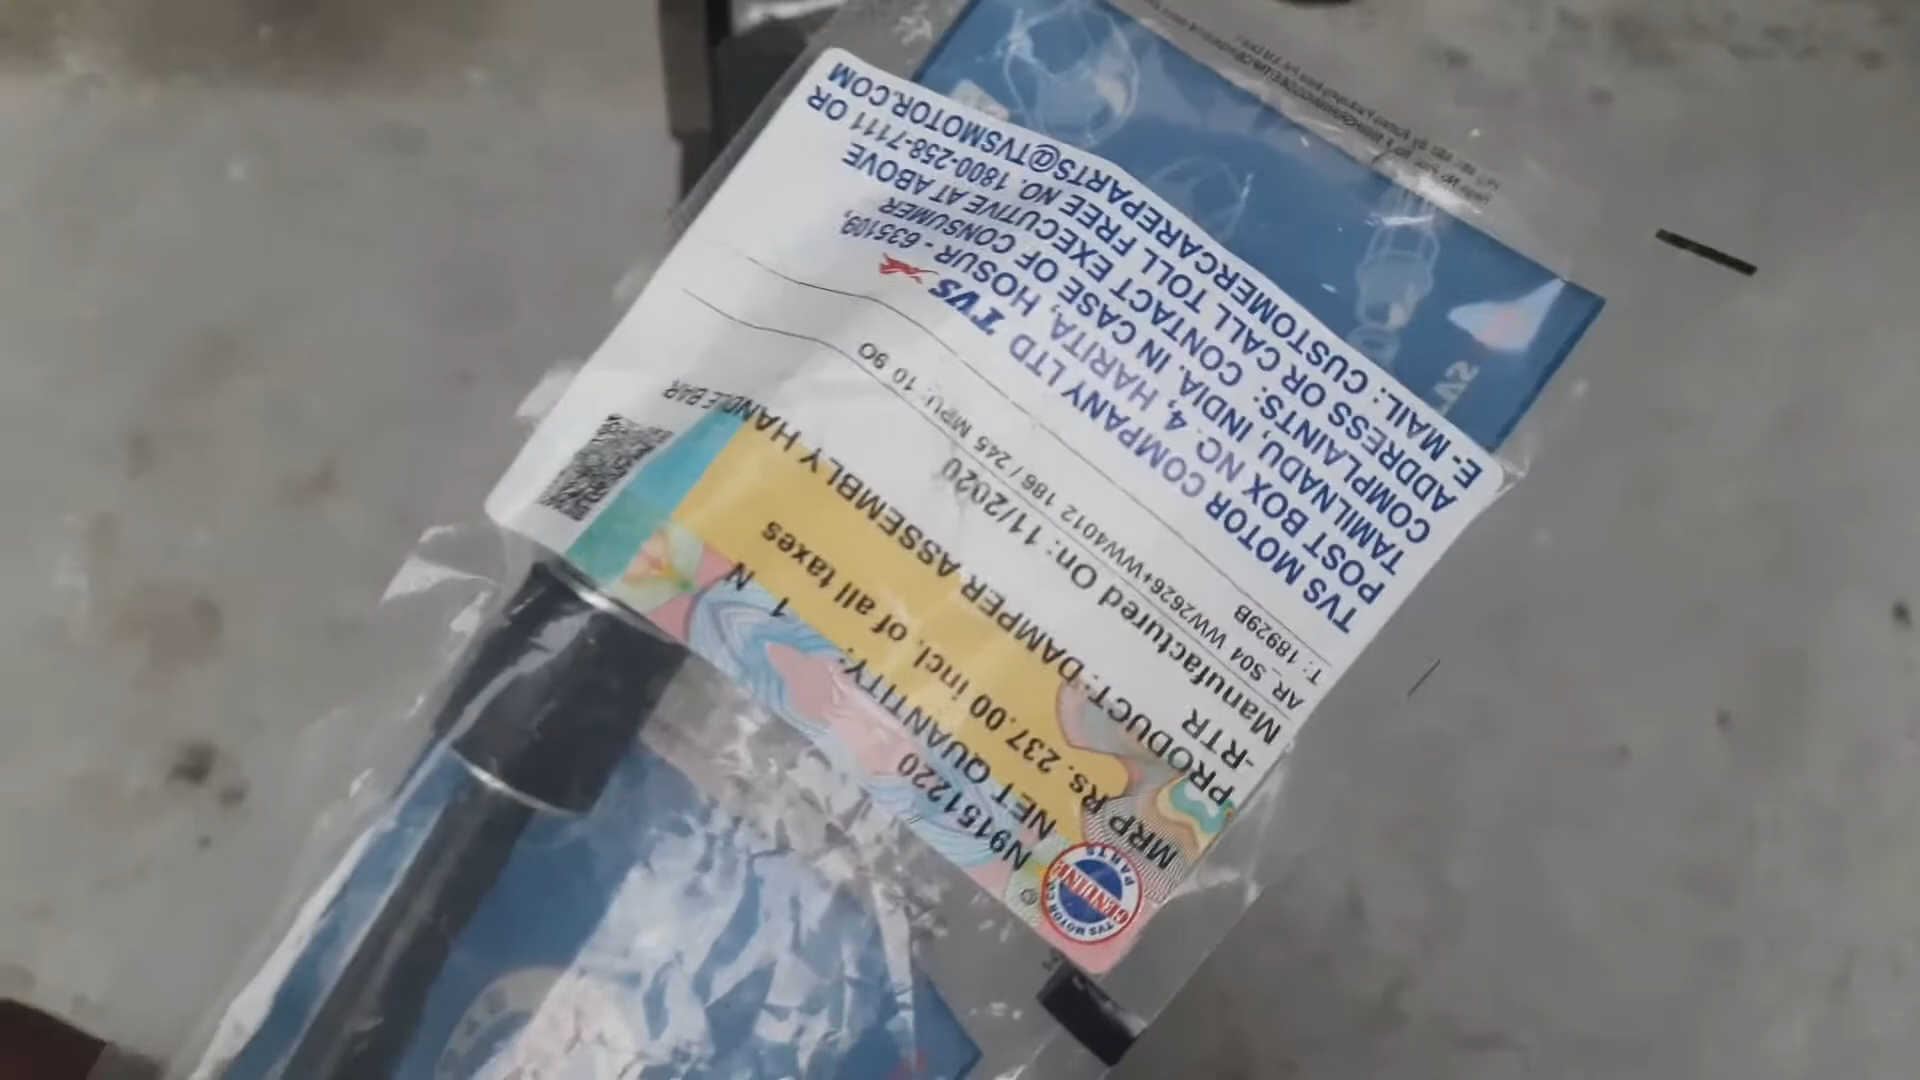 N9151220
NET QUANTITY: 1 N
MRP Rs. 237.00 incl. of all taxes
PRODUCT: DAMPER ASSEMBLY HANDLE BAR
-RTR
Manufactured On: 11/2020
AR_S04 WW2626+WW4012 186 / 245 MPU: 10 90
T: 18929B
TVS MOTOR COMPANY LTD TVS
POST BOX NO. 4, HARITA, HOSUR - 635109,
TAMILNADU, INDIA, IN CASE OF CONSUMER
COMPLAINTS: CONTACT EXECUTIVE AT ABOVE
ADDRESS OR CALL TOLL FREE NO. 1800-258-7111 OR
E- MAIL : CUSTOMERCAREPARTS@TVSMOTOR.COM
TVS MOTOR CO
GENUINE
PARTS